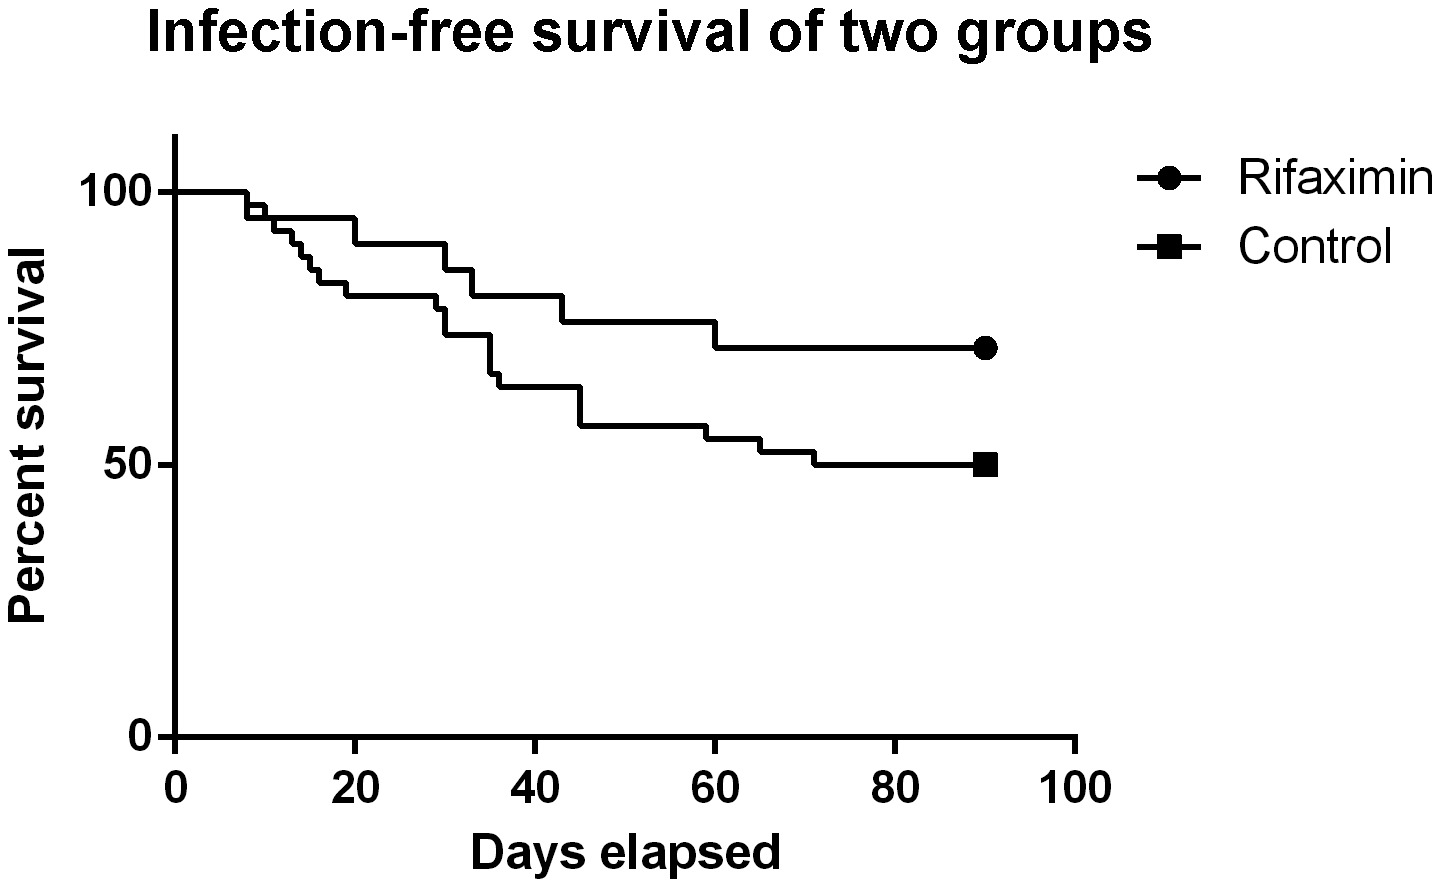 Infection-free survival of two groups
Rifaximin
Control
Percent survival
100
50
0
0 20 40 60 80 100
Days elapsed